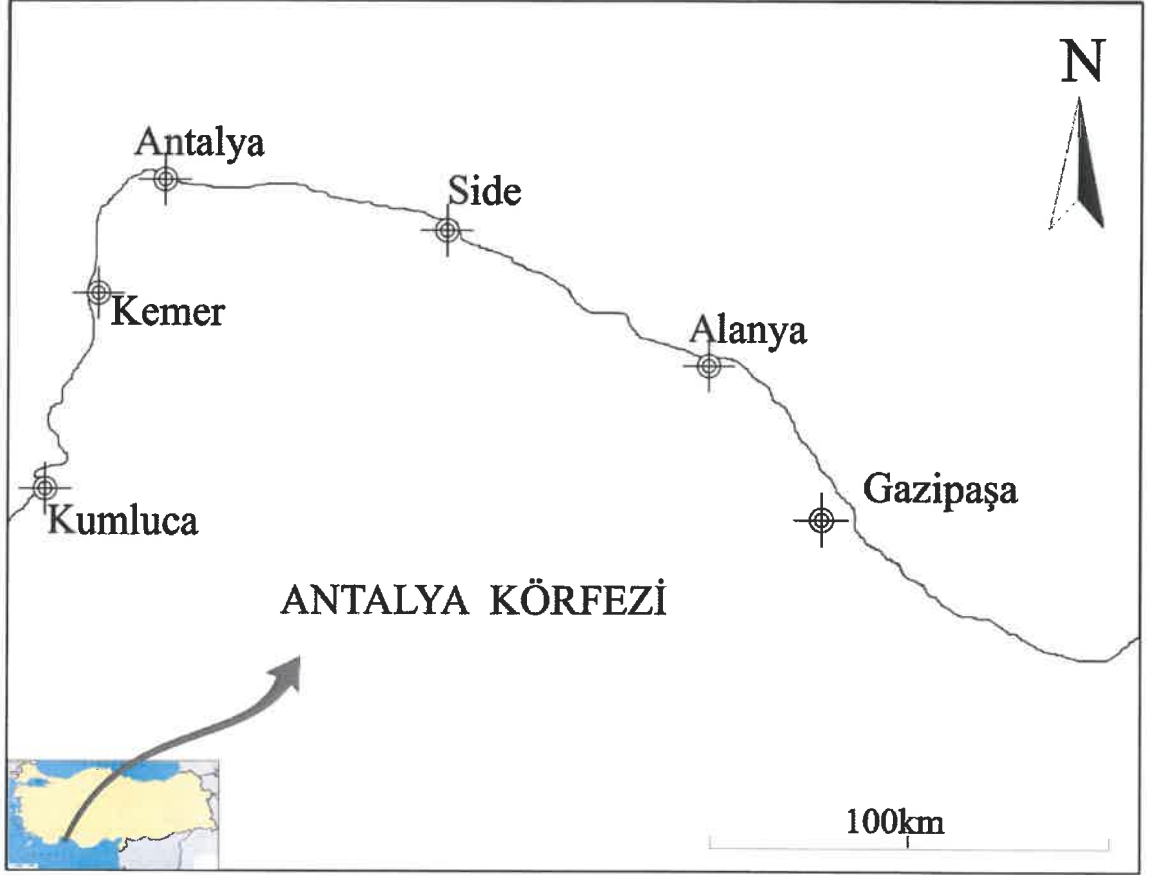 N
Antalya
Side
Kemer
Alanya
Gazipaşa
Kumluca
ANTALYA KÖRFEZİ
100km